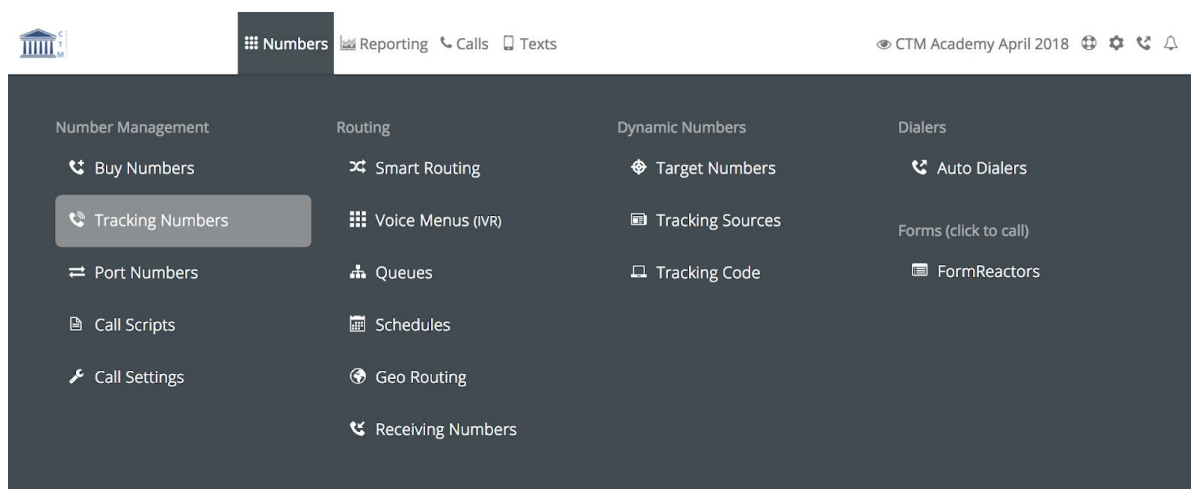 CTM
Numbers Reporting Calls Texts CTM Academy April 2018
Number Management
Buy Numbers
Tracking Numbers
Port Numbers
Call Scripts
Call Settings
Routing
Smart Routing
Voice Menus (IVR)
Queues
Schedules
Geo Routing
Receiving Numbers
Dynamic Numbers
Target Numbers
Tracking Sources
Tracking Code
Dialers
Auto Dialers
Forms (click to call)
FormReactors